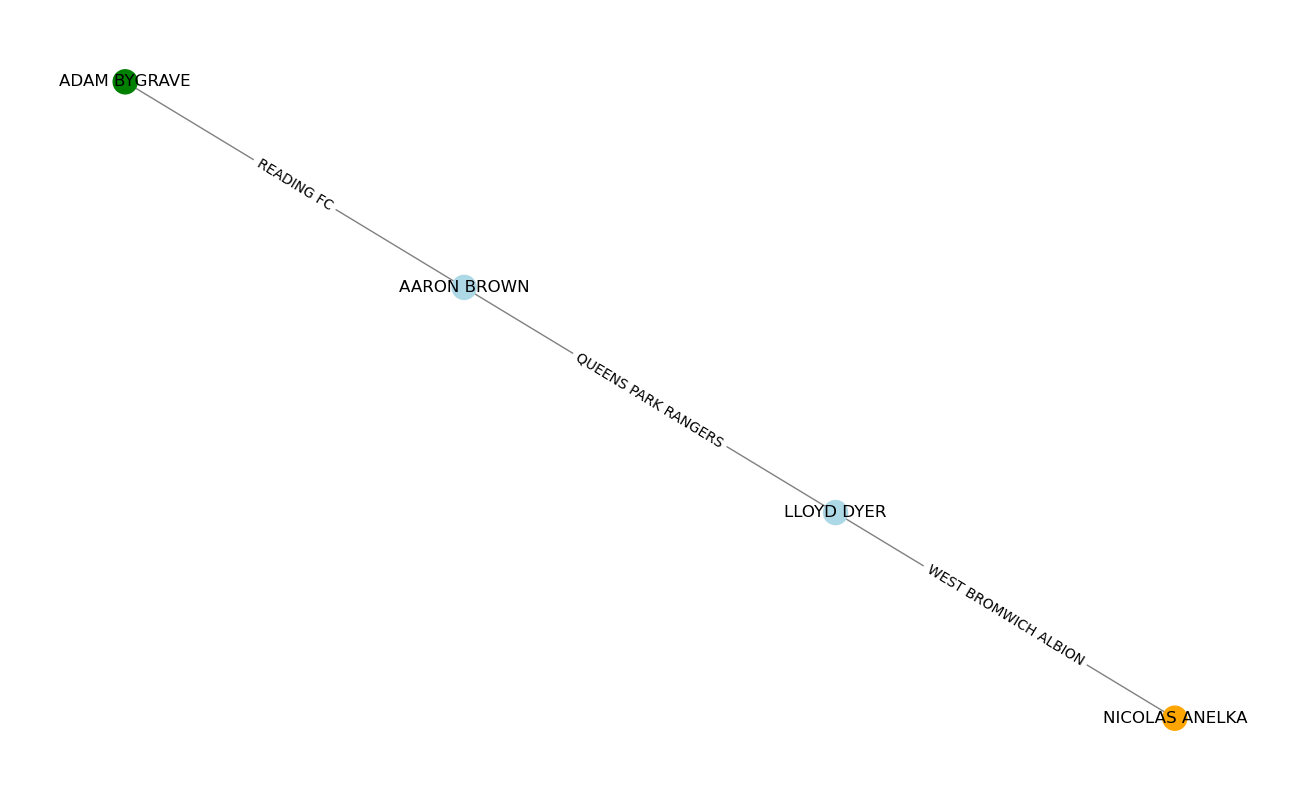 ADAM BYGRAVE
READING FC
AARON BROWN
QUEENS PARK RANGERS
LLOYD DYER
WEST BROMWICH ALBION
NICOLAS ANELKA